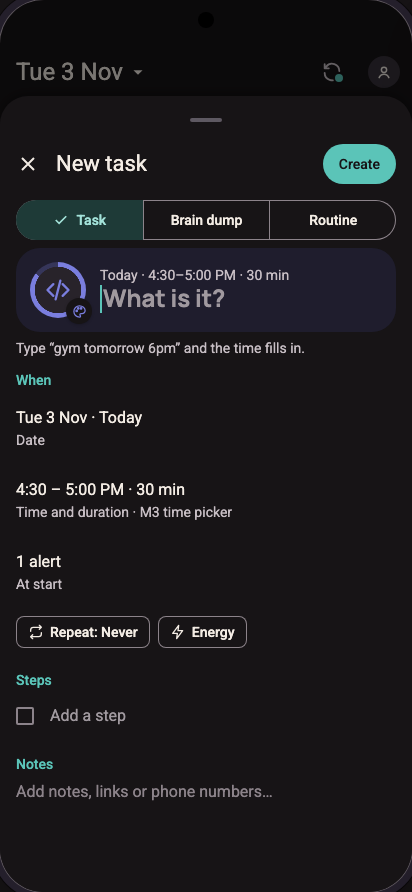 Tue 3 Nov
New task
Create
Task
Brain dump
Routine
Today · 4:30–5:00 PM · 30 min
What is it?
Type “gym tomorrow 6pm” and the time fills in.
When
Tue 3 Nov · Today
Date
4:30 – 5:00 PM · 30 min
Time and duration · M3 time picker
1 alert
At start
Repeat: Never
Energy
Steps
Add a step
Notes
Add notes, links or phone numbers…